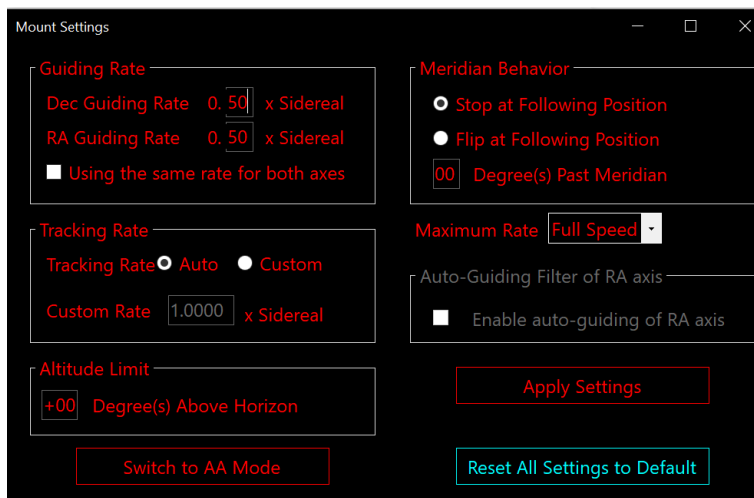 Mount Settings
Guiding Rate
Dec Guiding Rate 0. 50 x Sidereal
RA Guiding Rate 0. 50 x Sidereal
Using the same rate for both axes
Tracking Rate
Tracking Rate Auto Custom
Custom Rate 1.0000 x Sidereal
Altitude Limit
+00 Degree(s) Above Horizon
Switch to AA Mode
Meridian Behavior
Stop at Following Position
Flip at Following Position
00 Degree(s) Past Meridian
Maximum Rate Full Speed
Auto-Guiding Filter of RA axis
Enable auto-guiding of RA axis
Apply Settings
Reset All Settings to Default